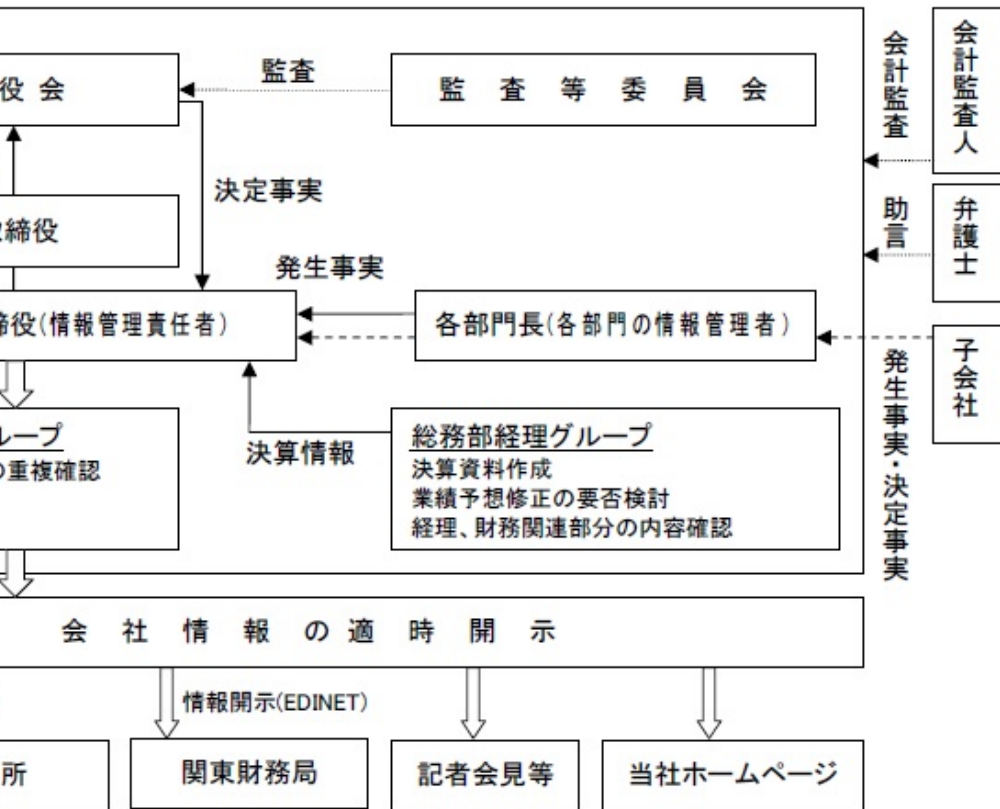 役 会
監査
監 査 等 委 員 会
会計監査
会計監査人
決定事実
締役
助言
弁護士
発生事実
締役(情報管理責任者)
各部門長(各部門の情報管理者)
子会社
発生事実・決定事実
ループ
の重複確認
決算情報
総務部経理グループ
決算資料作成
業績予想修正の要否検討
経理、財務関連部分の内容確認
会 社 情 報 の 適 時 開 示
情報開示(EDINET)
所
関東財務局
記者会見等
当社ホームページ